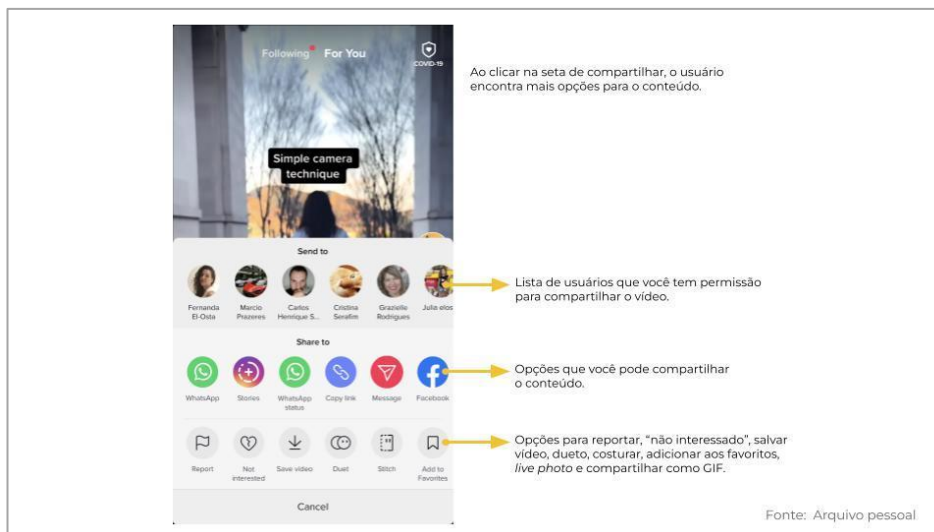 Following For You
COVID-19
Ao clicar na seta de compartilhar, o usuário
encontra mais opções para o conteúdo.
Simple camera
technique
Send to
Fernanda
El-Osta
Marcio
Prazeres
Carlos
Henrique S...
Cristina
Serafim
Grazielle
Rodrigues
Julia elos
Lista de usuários que você tem permissão
para compartilhar o vídeo.
Share to
WhatsApp
Stories
WhatsApp
status
Copy link
Message
Facebook
Opções que você pode compartilhar
o conteúdo.
Report
Not
interested
Save video
Duet
Stitch
Add to
Favorites
Opções para reportar, “não interessado”, salvar
vídeo, dueto, costurar, adicionar aos favoritos,
live photo e compartilhar como GIF.
Cancel
Fonte: Arquivo pessoal